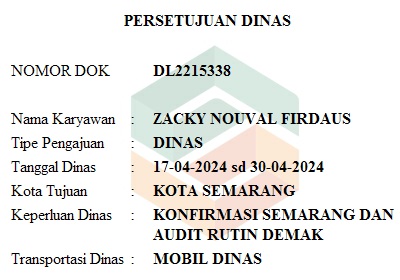 PERSETUJUAN DINAS
NOMOR DOK DL2215338
Nama Karyawan : ZACKY NOUVAL FIRDAUS
Tipe Pengajuan : DINAS
Tanggal Dinas : 17-04-2024 sd 30-04-2024
Kota Tujuan : KOTA SEMARANG
Keperluan Dinas : KONFIRMASI SEMARANG DAN
AUDIT RUTIN DEMAK
Transportasi Dinas : MOBIL DINAS